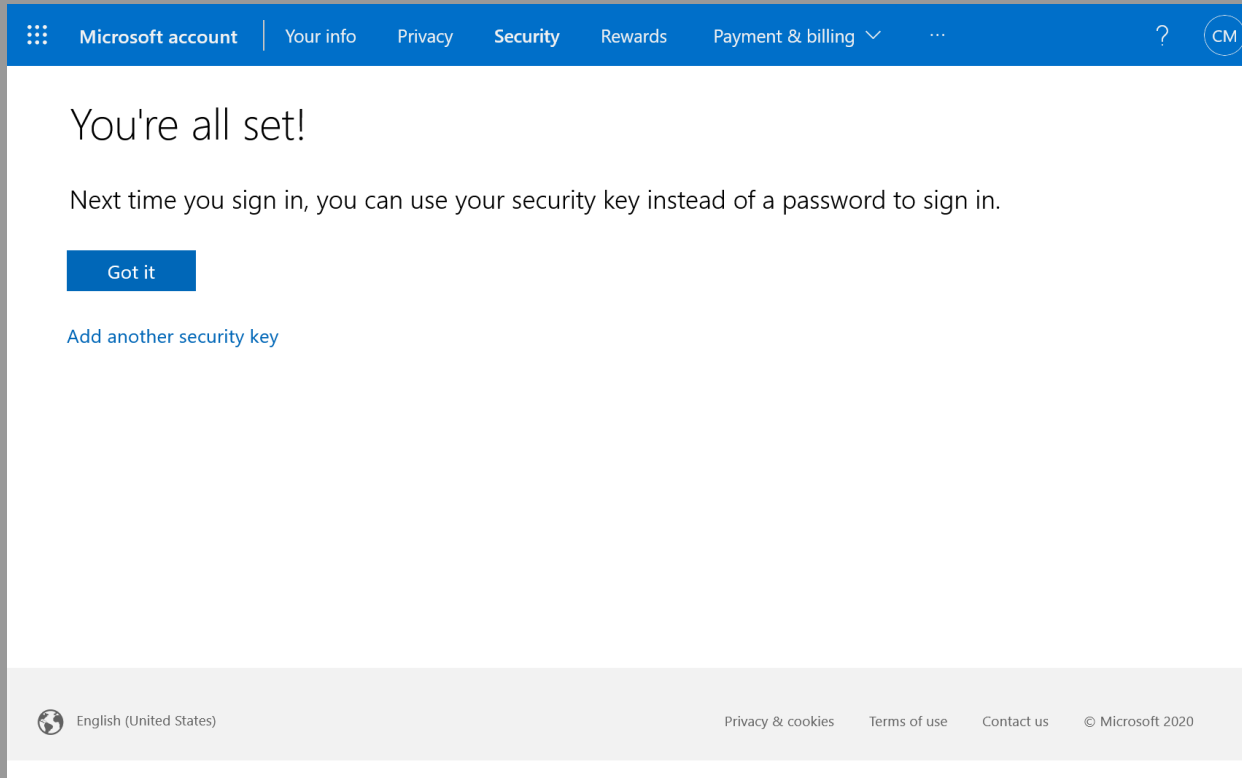 Microsoft account Your info Privacy Security Rewards Payment & billing ... ? CM
You're all set!
Next time you sign in, you can use your security key instead of a password to sign in.
Got it
Add another security key
English (United States) Privacy & cookies Terms of use Contact us © Microsoft 2020